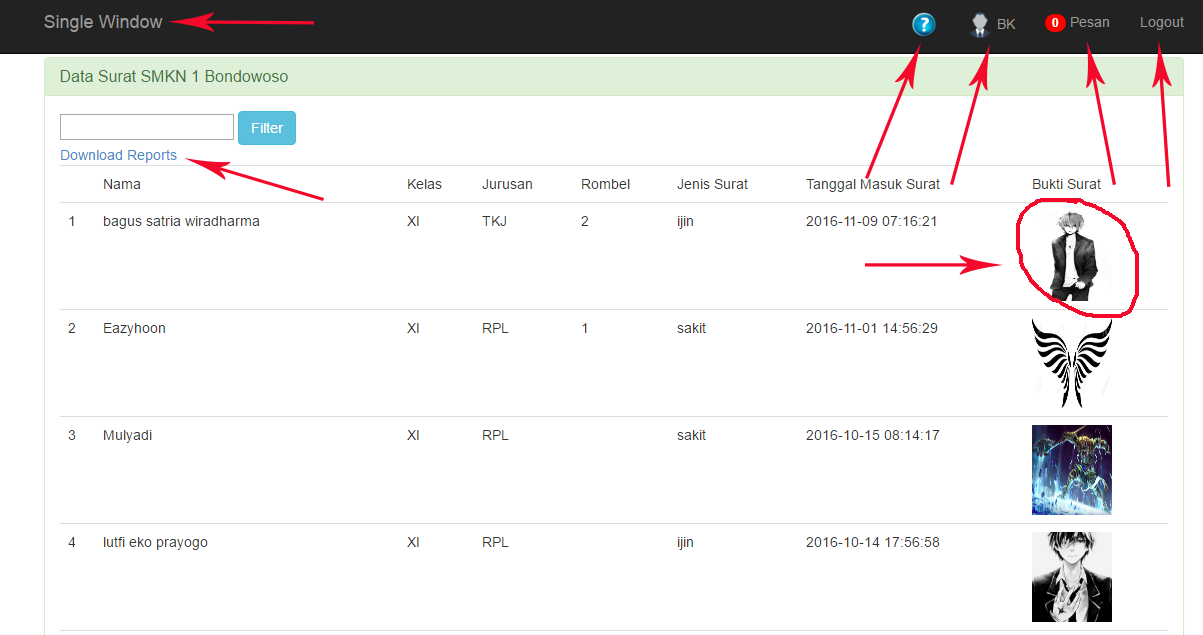 Single Window ? BK 0 Pesan Logout
Data Surat SMKN 1 Bondowoso
Filter
Download Reports
Nama Kelas Jurusan Rombel Jenis Surat Tanggal Masuk Surat Bukti Surat
1 bagus satria wiradharma XI TKJ 2 ijin 2016-11-09 07:16:21
2 Eazyhoon XI RPL 1 sakit 2016-11-01 14:56:29
3 Mulyadi XI RPL sakit 2016-10-15 08:14:17
4 lutfi eko prayogo XI RPL ijin 2016-10-14 17:56:58